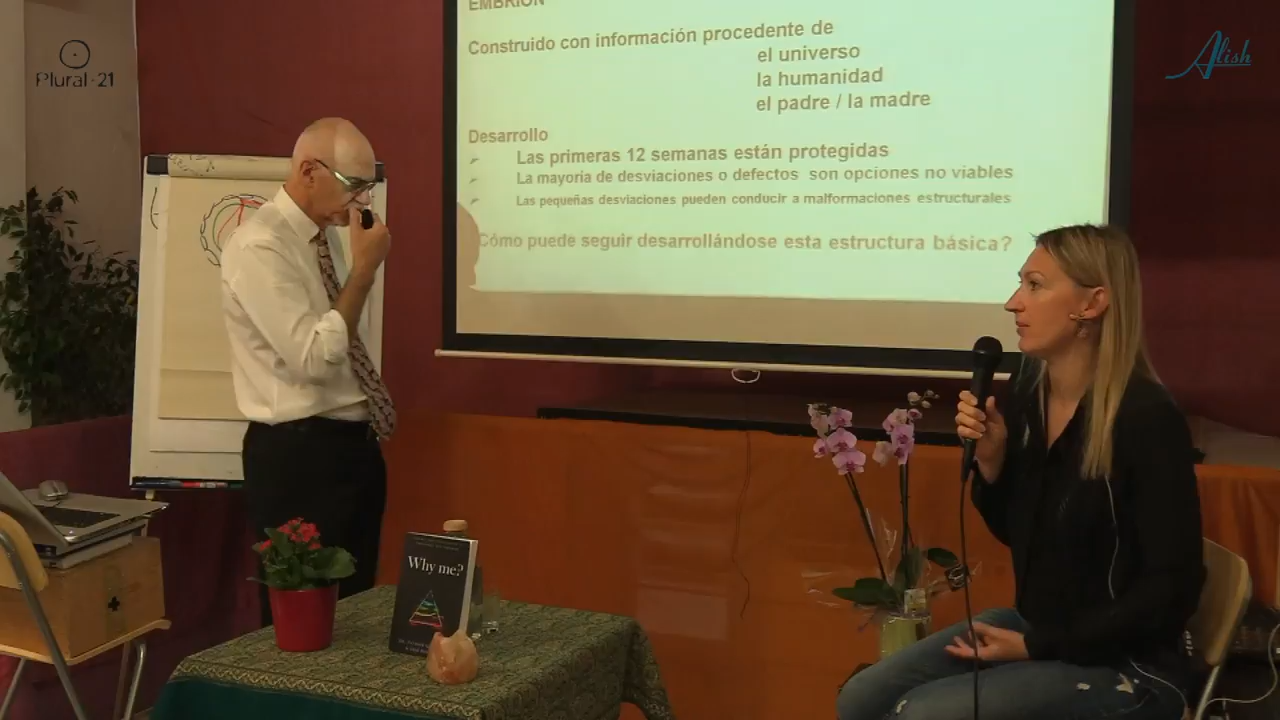 Plural-21
Alish
EMBRIÓN
Construido con información procedente de
el universo
la humanidad
el padre / la madre
Desarrollo
Las primeras 12 semanas están protegidas
La mayoria de desviaciones o defectos son opciones no viables
Las pequeñas desviaciones pueden conducir a malformaciones estructurales
Cómo puede seguir desarrollándose esta estructura básica?
Why me?